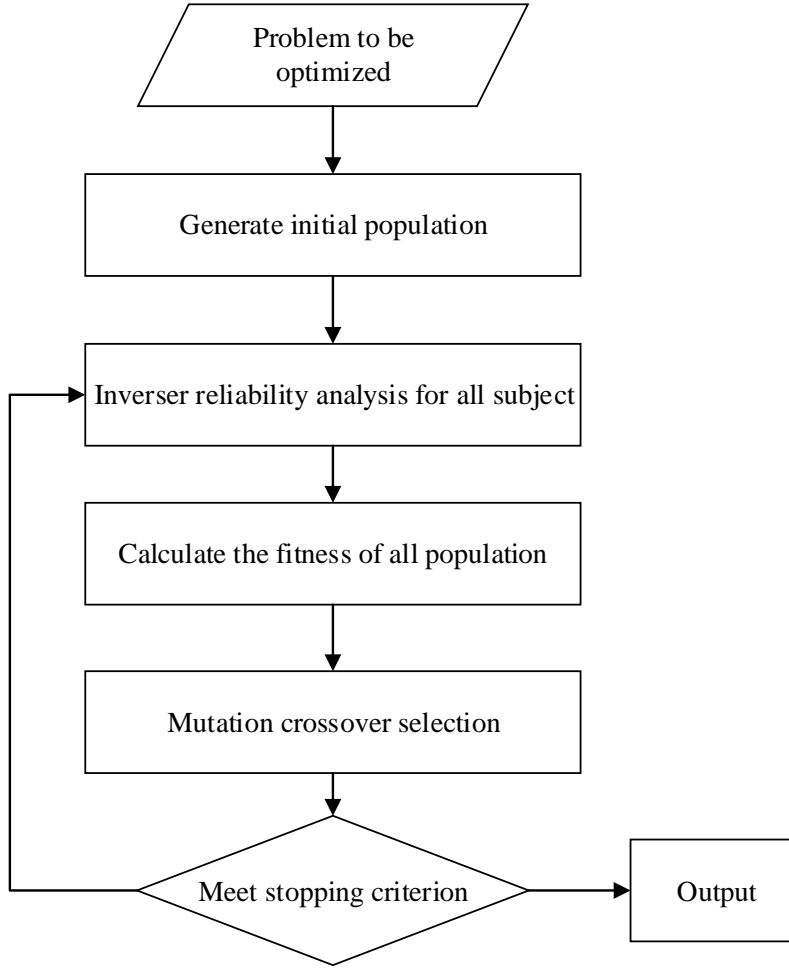 Problem to be
optimized
Generate initial population
Inverser reliability analysis for all subject
Calculate the fitness of all population
Mutation crossover selection
Meet stopping criterion
Output